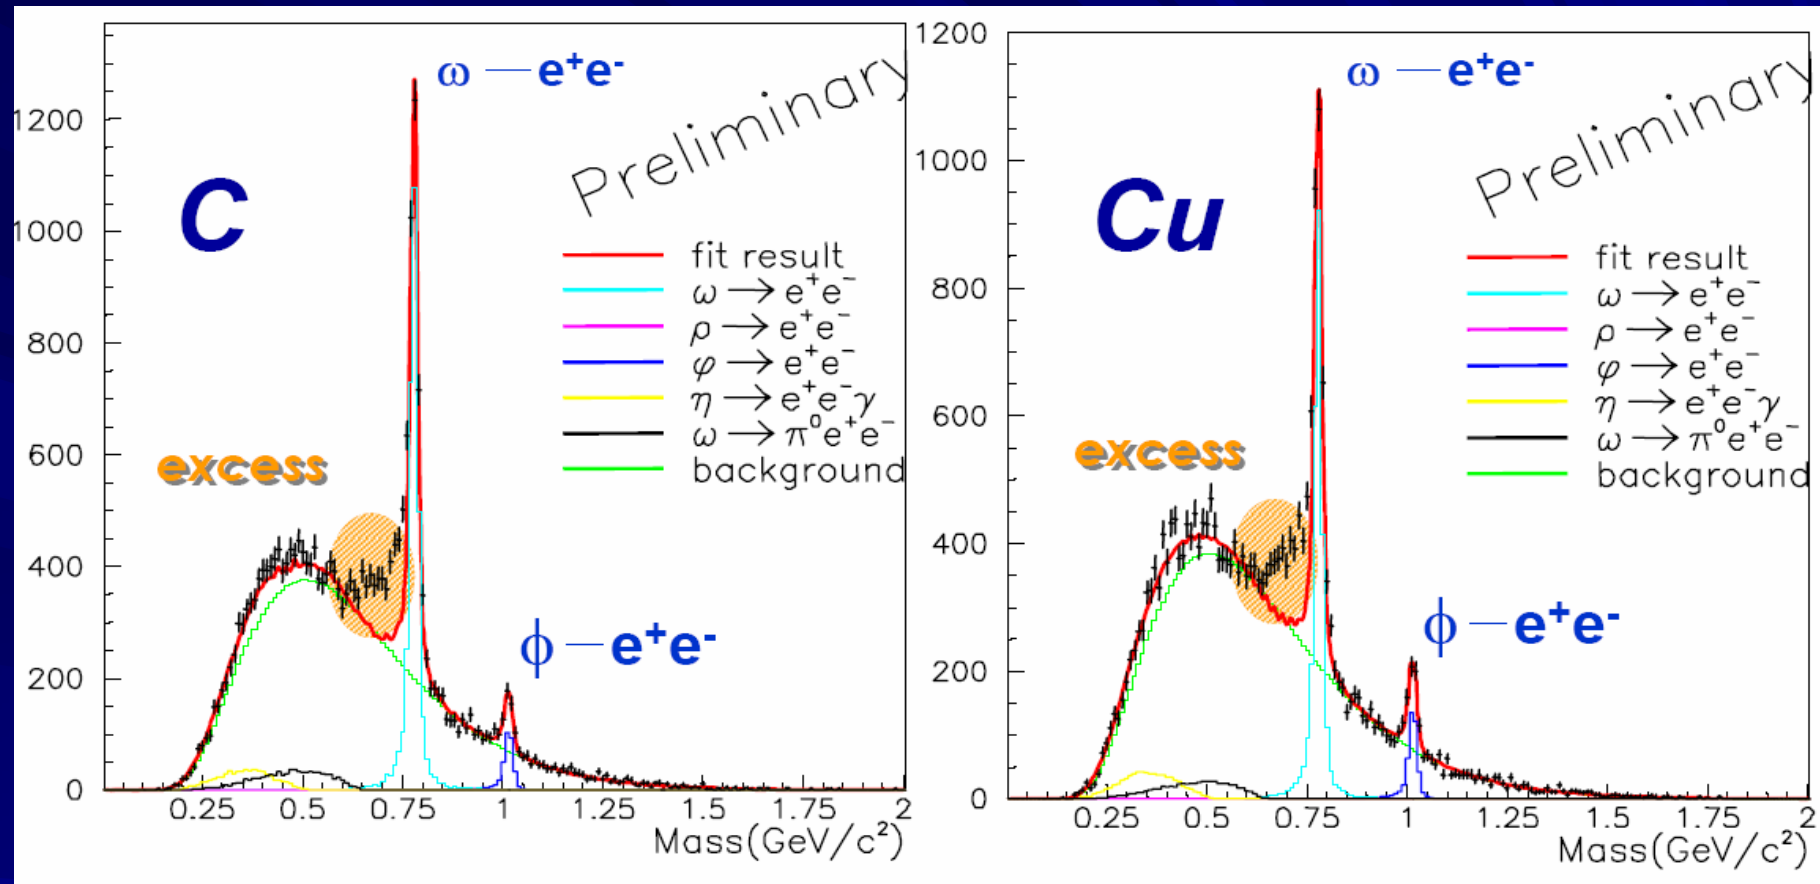 ω — e⁺e⁻
Preliminary
C
fit result
ω → e⁺e⁻
ρ → e⁺e⁻
φ → e⁺e⁻
η → e⁺e⁻γ
ω → π⁰e⁺e⁻
background
excess
ϕ — e⁺e⁻
1200
1000
800
600
400
200
0
0.25
0.5
0.75
1
1.25
1.5
1.75
2
Mass(GeV/c²)
ω — e⁺e⁻
Preliminary
Cu
fit result
ω → e⁺e⁻
ρ → e⁺e⁻
φ → e⁺e⁻
η → e⁺e⁻γ
ω → π⁰e⁺e⁻
background
excess
ϕ — e⁺e⁻
1200
1000
800
600
400
200
0
0.25
0.5
0.75
1
1.25
1.5
1.75
2
Mass(GeV/c²)